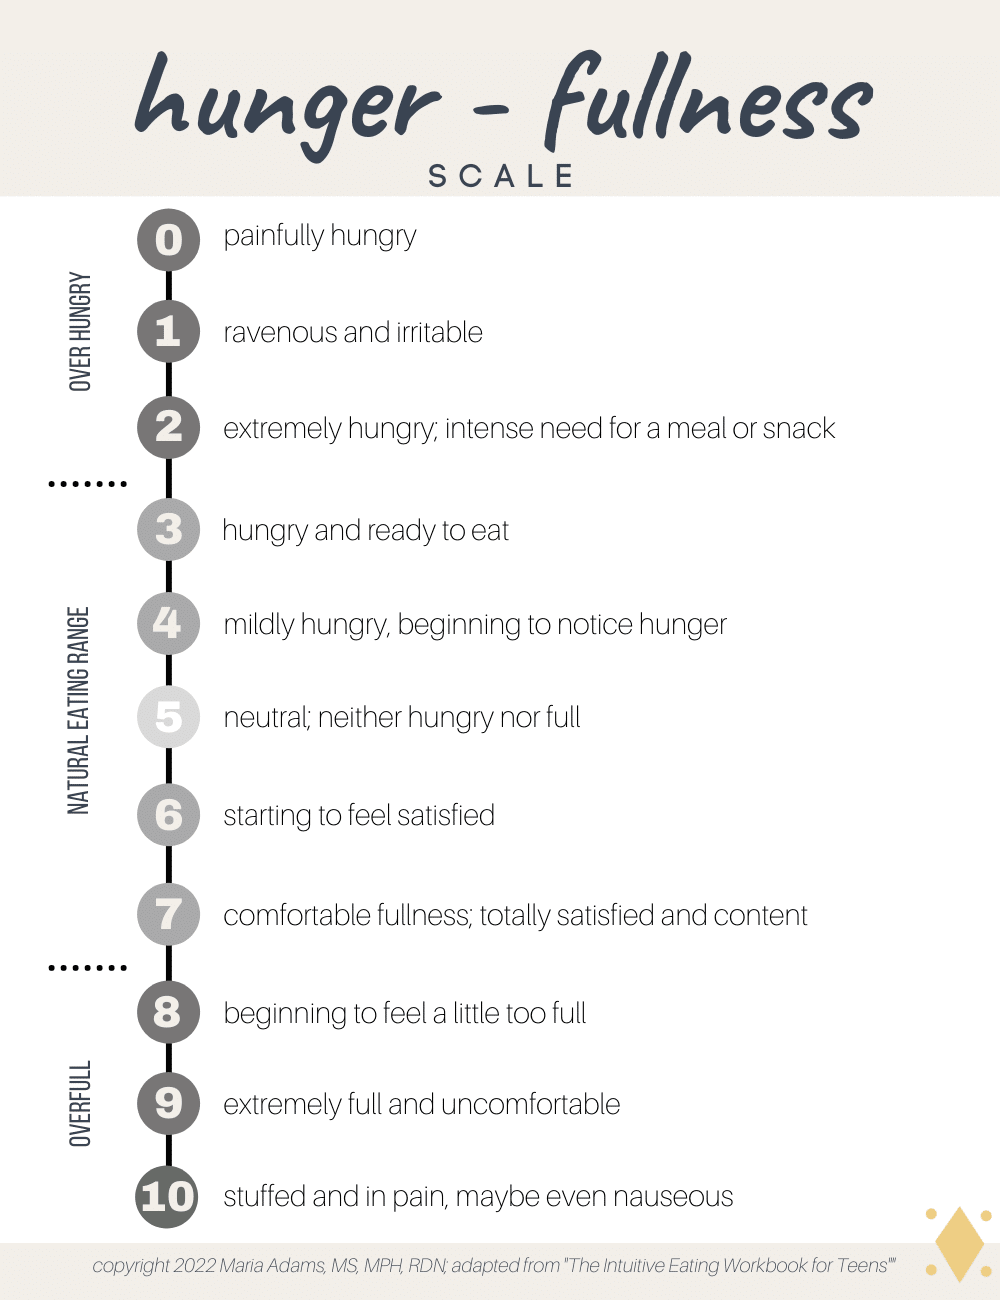 hunger - fullness
SCALE
OVER HUNGRY
0 painfully hungry
1 ravenous and irritable
2 extremely hungry; intense need for a meal or snack
NATURAL EATING RANGE
3 hungry and ready to eat
4 mildly hungry, beginning to notice hunger
5 neutral; neither hungry nor full
6 starting to feel satisfied
7 comfortable fullness; totally satisfied and content
OVERFULL
8 beginning to feel a little too full
9 extremely full and uncomfortable
10 stuffed and in pain, maybe even nauseous
copyright 2022 Maria Adams, MS, MPH, RDN; adapted from "The Intuitive Eating Workbook for Teens""